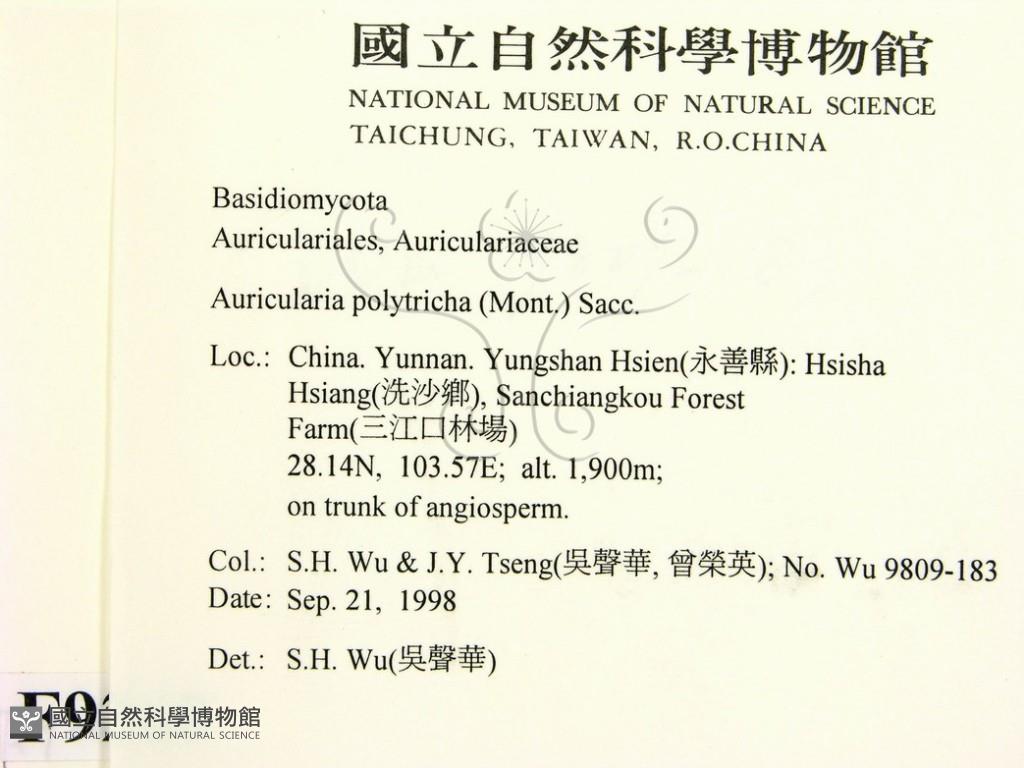 國立自然科學博物館
NATIONAL MUSEUM OF NATURAL SCIENCE
TAICHUNG, TAIWAN, R.O.CHINA
Basidiomycota
Auriculariales, Auriculariaceae
Auricularia polytricha (Mont.) Sacc.
Loc.: China. Yunnan. Yungshan Hsien(永善縣): Hsisha
Hsiang(洗沙鄉), Sanchiangkou Forest
Farm(三江口林場)
28.14N, 103.57E; alt. 1,900m;
on trunk of angiosperm.
Col.: S.H. Wu & J.Y. Tseng(吳聲華, 曾榮英); No. Wu 9809-183
Date: Sep. 21, 1998
Det.: S.H. Wu(吳聲華)
國立自然科學博物館
NATIONAL MUSEUM OF NATURAL SCIENCE